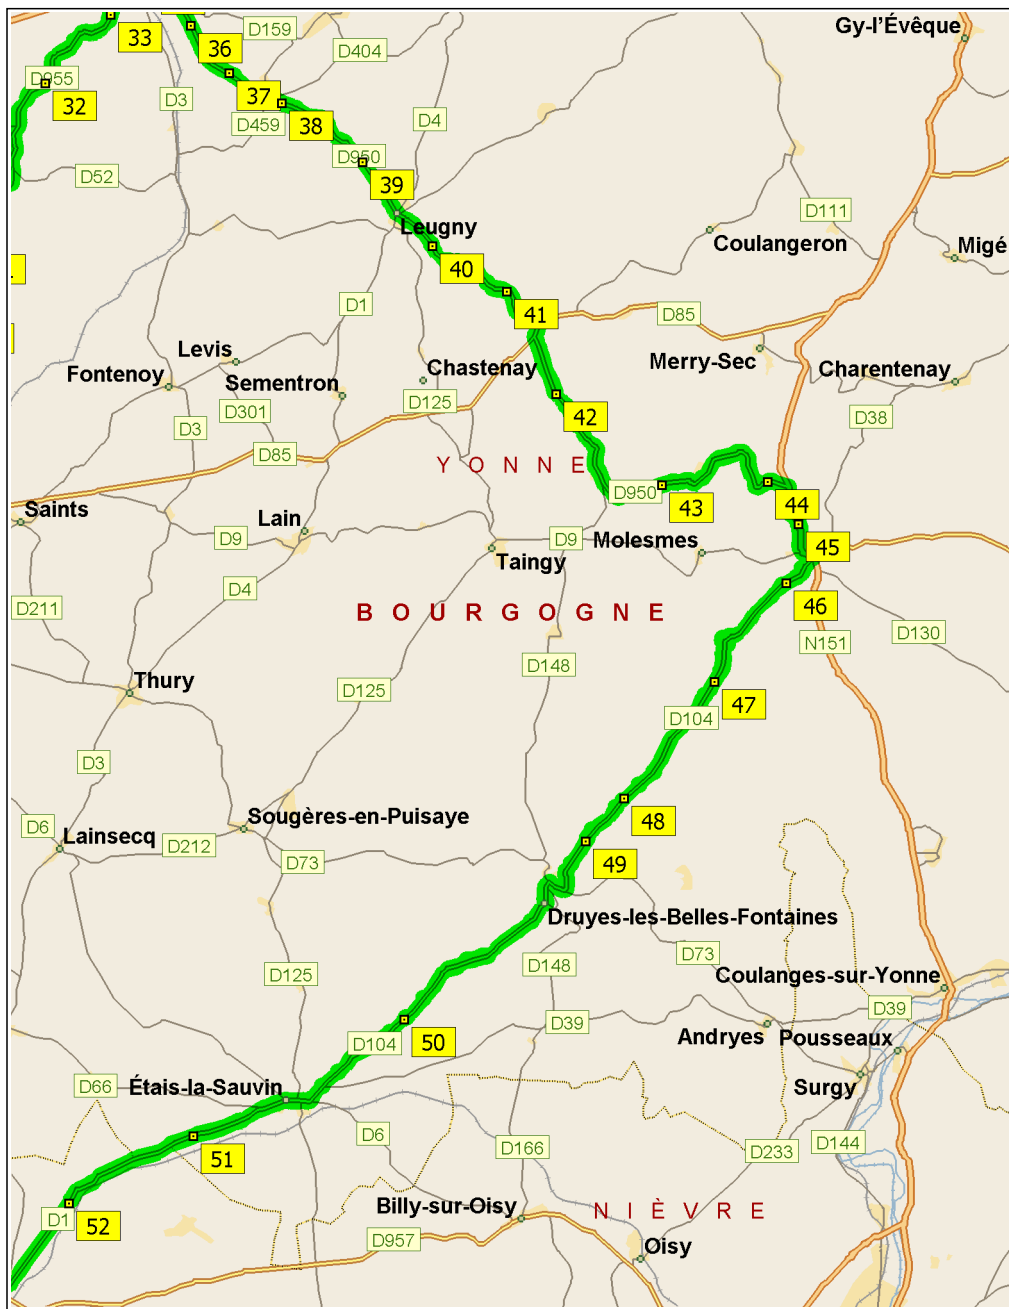 Gy-l'Évêque
D159
33
36
D404
D955
32
D3
37
D4
38
D459
D950
39
D52
D111
Leugny
Coulangeron
Migé
40
D1
41
D85
Levis
Merry-Sec
Fontenoy
Sementron
Chastenay
Charentenay
D125
D301
42
D38
D3
D85
YONNE
D950
43
44
Saints
Lain
D9
D9
Molesmes
45
Taingy
D4
D211
BOURGOGNE
46
D130
N151
D148
Thury
D125
47
D104
D3
Sougères-en-Puisaye
48
D6
Lainsecq
D212
D73
49
Druyes-les-Belles-Fontaines
D73
D125
D148
Coulanges-sur-Yonne
D39
D39
50
D104
Andryes
Pousseaux
D66
Étais-la-Sauvin
Surgy
D6
D144
D166
D233
51
Billy-sur-Oisy
NIÈVRE
D1
52
D957
Oisy